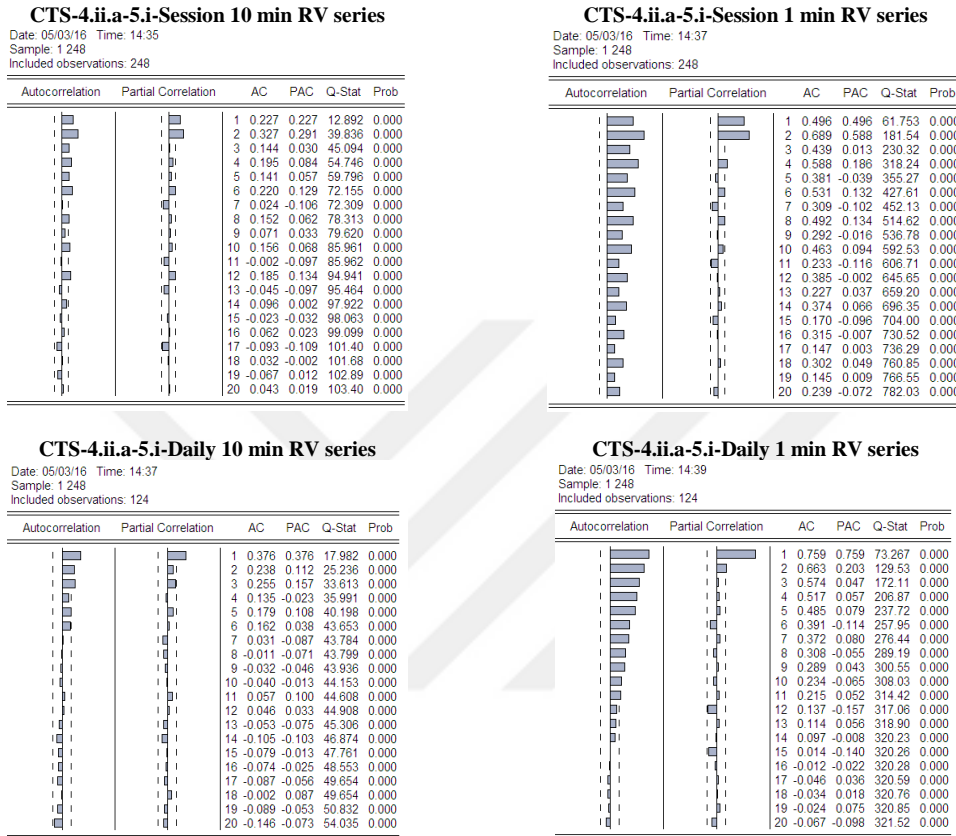 CTS-4.ii.a-5.i-Session 10 min RV series
Date: 05/03/16 Time: 14:35
Sample: 1 248
Included observations: 248
Autocorrelation Partial Correlation AC PAC Q-Stat Prob
1 0.227 0.227 12.892 0.000
2 0.327 0.291 39.836 0.000
3 0.144 0.030 45.094 0.000
4 0.195 0.084 54.746 0.000
5 0.141 0.057 59.796 0.000
6 0.220 0.129 72.155 0.000
7 0.024 -0.106 72.309 0.000
8 0.152 0.062 78.313 0.000
9 0.071 0.033 79.620 0.000
10 0.156 0.068 85.961 0.000
11 -0.002 -0.097 85.962 0.000
12 0.185 0.134 94.941 0.000
13 -0.045 -0.097 95.464 0.000
14 0.096 0.002 97.922 0.000
15 -0.023 -0.032 98.063 0.000
16 0.062 0.023 99.099 0.000
17 -0.093 -0.109 101.40 0.000
18 0.032 -0.002 101.68 0.000
19 -0.067 0.012 102.89 0.000
20 0.043 0.019 103.40 0.000
CTS-4.ii.a-5.i-Session 1 min RV series
Date: 05/03/16 Time: 14:37
Sample: 1 248
Included observations: 248
Autocorrelation Partial Correlation AC PAC Q-Stat Prob
1 0.496 0.496 61.753 0.000
2 0.689 0.588 181.54 0.000
3 0.439 0.013 230.32 0.000
4 0.588 0.186 318.24 0.000
5 0.381 -0.039 355.27 0.000
6 0.531 0.132 427.61 0.000
7 0.309 -0.102 452.13 0.000
8 0.492 0.134 514.62 0.000
9 0.292 -0.016 536.78 0.000
10 0.463 0.094 592.53 0.000
11 0.233 -0.116 606.71 0.000
12 0.385 -0.002 645.65 0.000
13 0.227 0.037 659.20 0.000
14 0.374 0.066 696.35 0.000
15 0.170 -0.096 704.00 0.000
16 0.315 -0.007 730.52 0.000
17 0.147 0.003 736.29 0.000
18 0.302 0.049 760.85 0.000
19 0.145 0.009 766.55 0.000
20 0.239 -0.072 782.03 0.000
CTS-4.ii.a-5.i-Daily 10 min RV series
Date: 05/03/16 Time: 14:37
Sample: 1 248
Included observations: 124
Autocorrelation Partial Correlation AC PAC Q-Stat Prob
1 0.376 0.376 17.982 0.000
2 0.238 0.112 25.236 0.000
3 0.255 0.157 33.613 0.000
4 0.135 -0.023 35.991 0.000
5 0.179 0.108 40.198 0.000
6 0.162 0.038 43.653 0.000
7 0.031 -0.087 43.784 0.000
8 -0.011 -0.071 43.799 0.000
9 -0.032 -0.046 43.936 0.000
10 -0.040 -0.013 44.153 0.000
11 0.057 0.100 44.608 0.000
12 0.046 0.033 44.908 0.000
13 -0.053 -0.075 45.306 0.000
14 -0.105 -0.103 46.874 0.000
15 -0.079 -0.013 47.761 0.000
16 -0.074 -0.025 48.553 0.000
17 -0.087 -0.056 49.654 0.000
18 -0.002 0.087 49.654 0.000
19 -0.089 -0.053 50.832 0.000
20 -0.146 -0.073 54.035 0.000
CTS-4.ii.a-5.i-Daily 1 min RV series
Date: 05/03/16 Time: 14:39
Sample: 1 248
Included observations: 124
Autocorrelation Partial Correlation AC PAC Q-Stat Prob
1 0.759 0.759 73.267 0.000
2 0.663 0.203 129.53 0.000
3 0.574 0.047 172.11 0.000
4 0.517 0.057 206.87 0.000
5 0.485 0.079 237.72 0.000
6 0.391 -0.114 257.95 0.000
7 0.372 0.080 276.44 0.000
8 0.308 -0.055 289.19 0.000
9 0.289 0.043 300.55 0.000
10 0.234 -0.065 308.03 0.000
11 0.215 0.052 314.42 0.000
12 0.137 -0.157 317.06 0.000
13 0.114 0.056 318.90 0.000
14 0.097 -0.008 320.23 0.000
15 0.014 -0.140 320.26 0.000
16 -0.012 -0.022 320.28 0.000
17 -0.046 0.036 320.59 0.000
18 -0.034 0.018 320.76 0.000
19 -0.024 0.075 320.85 0.000
20 -0.067 -0.098 321.52 0.000